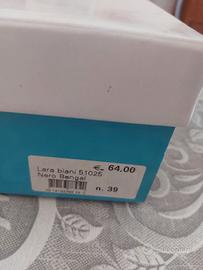 € 64,00
Lara biani 51025
Nero Bengal
n. 39